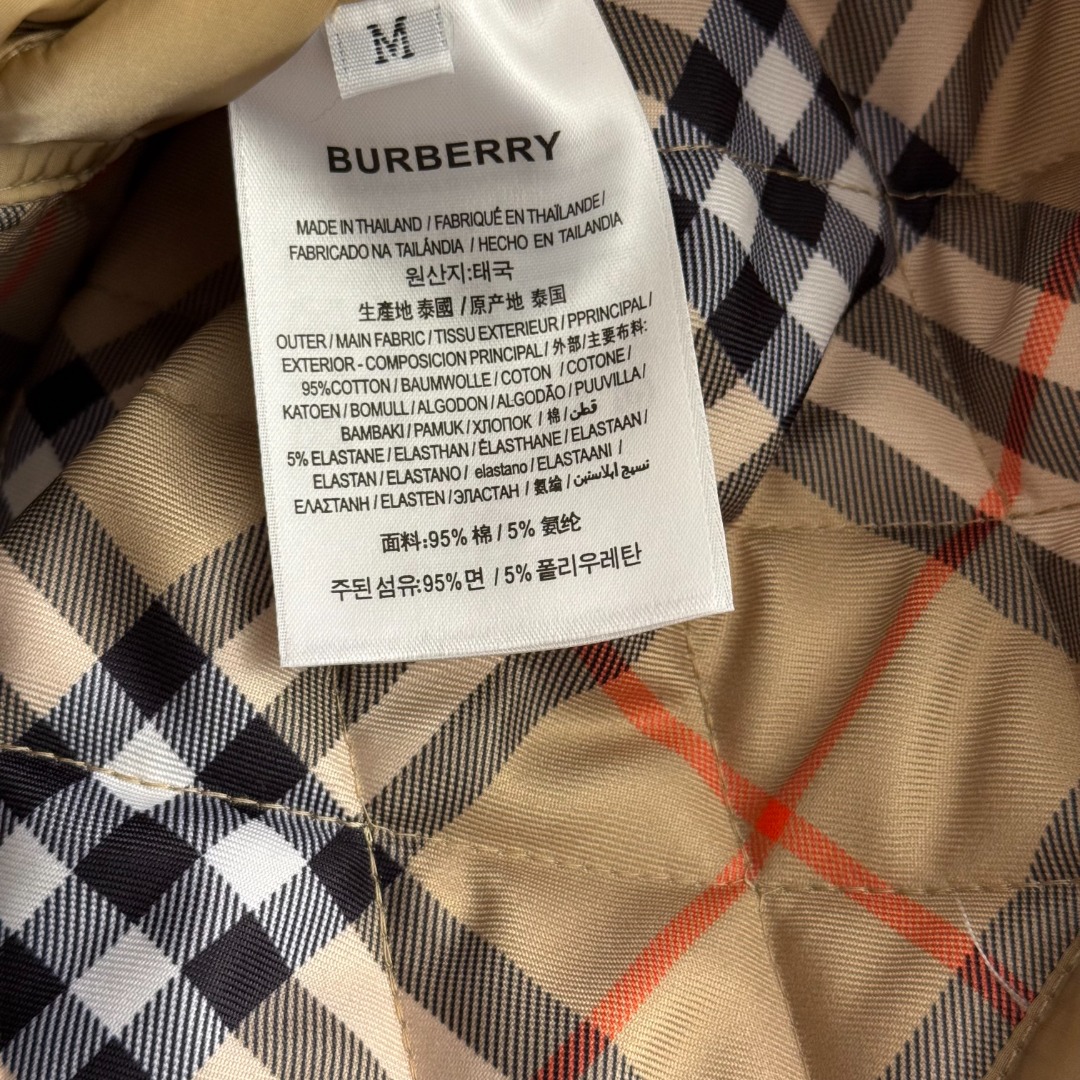 M
BURBERRY
MADE IN THAILAND / FABRIQUÉ EN THAÏLANDE /
FABRICADO NA TAILÂNDIA / HECHO EN TAILANDIA
원산지:태국
生產地 泰國 / 原产地 泰国
OUTER / MAIN FABRIC / TISSU EXTERIEUR / PPRINCIPAL /
EXTERIOR - COMPOSICION PRINCIPAL / 外部/主要布料:
95%COTTON / BAUMWOLLE / COTON / COTONE /
KATOEN / BOMULL / ALGODON / ALGODÃO / PUUVILLA /
BAMBAKI / PAMUK / ХЛОПОК / 棉 / قطن
5% ELASTANE / ELASTHAN / ÉLASTHANE / ELASTAAN /
ELASTAN / ELASTANO / elastano / ELASTAANI /
ΕΛΑΣΤΑΝΗ / ELASTEN / ЭЛАСТАН / 氨綸 / نسيج ايلاستين
面料:95% 棉 / 5% 氨纶
주된 섬유:95% 면 / 5% 폴리우레탄